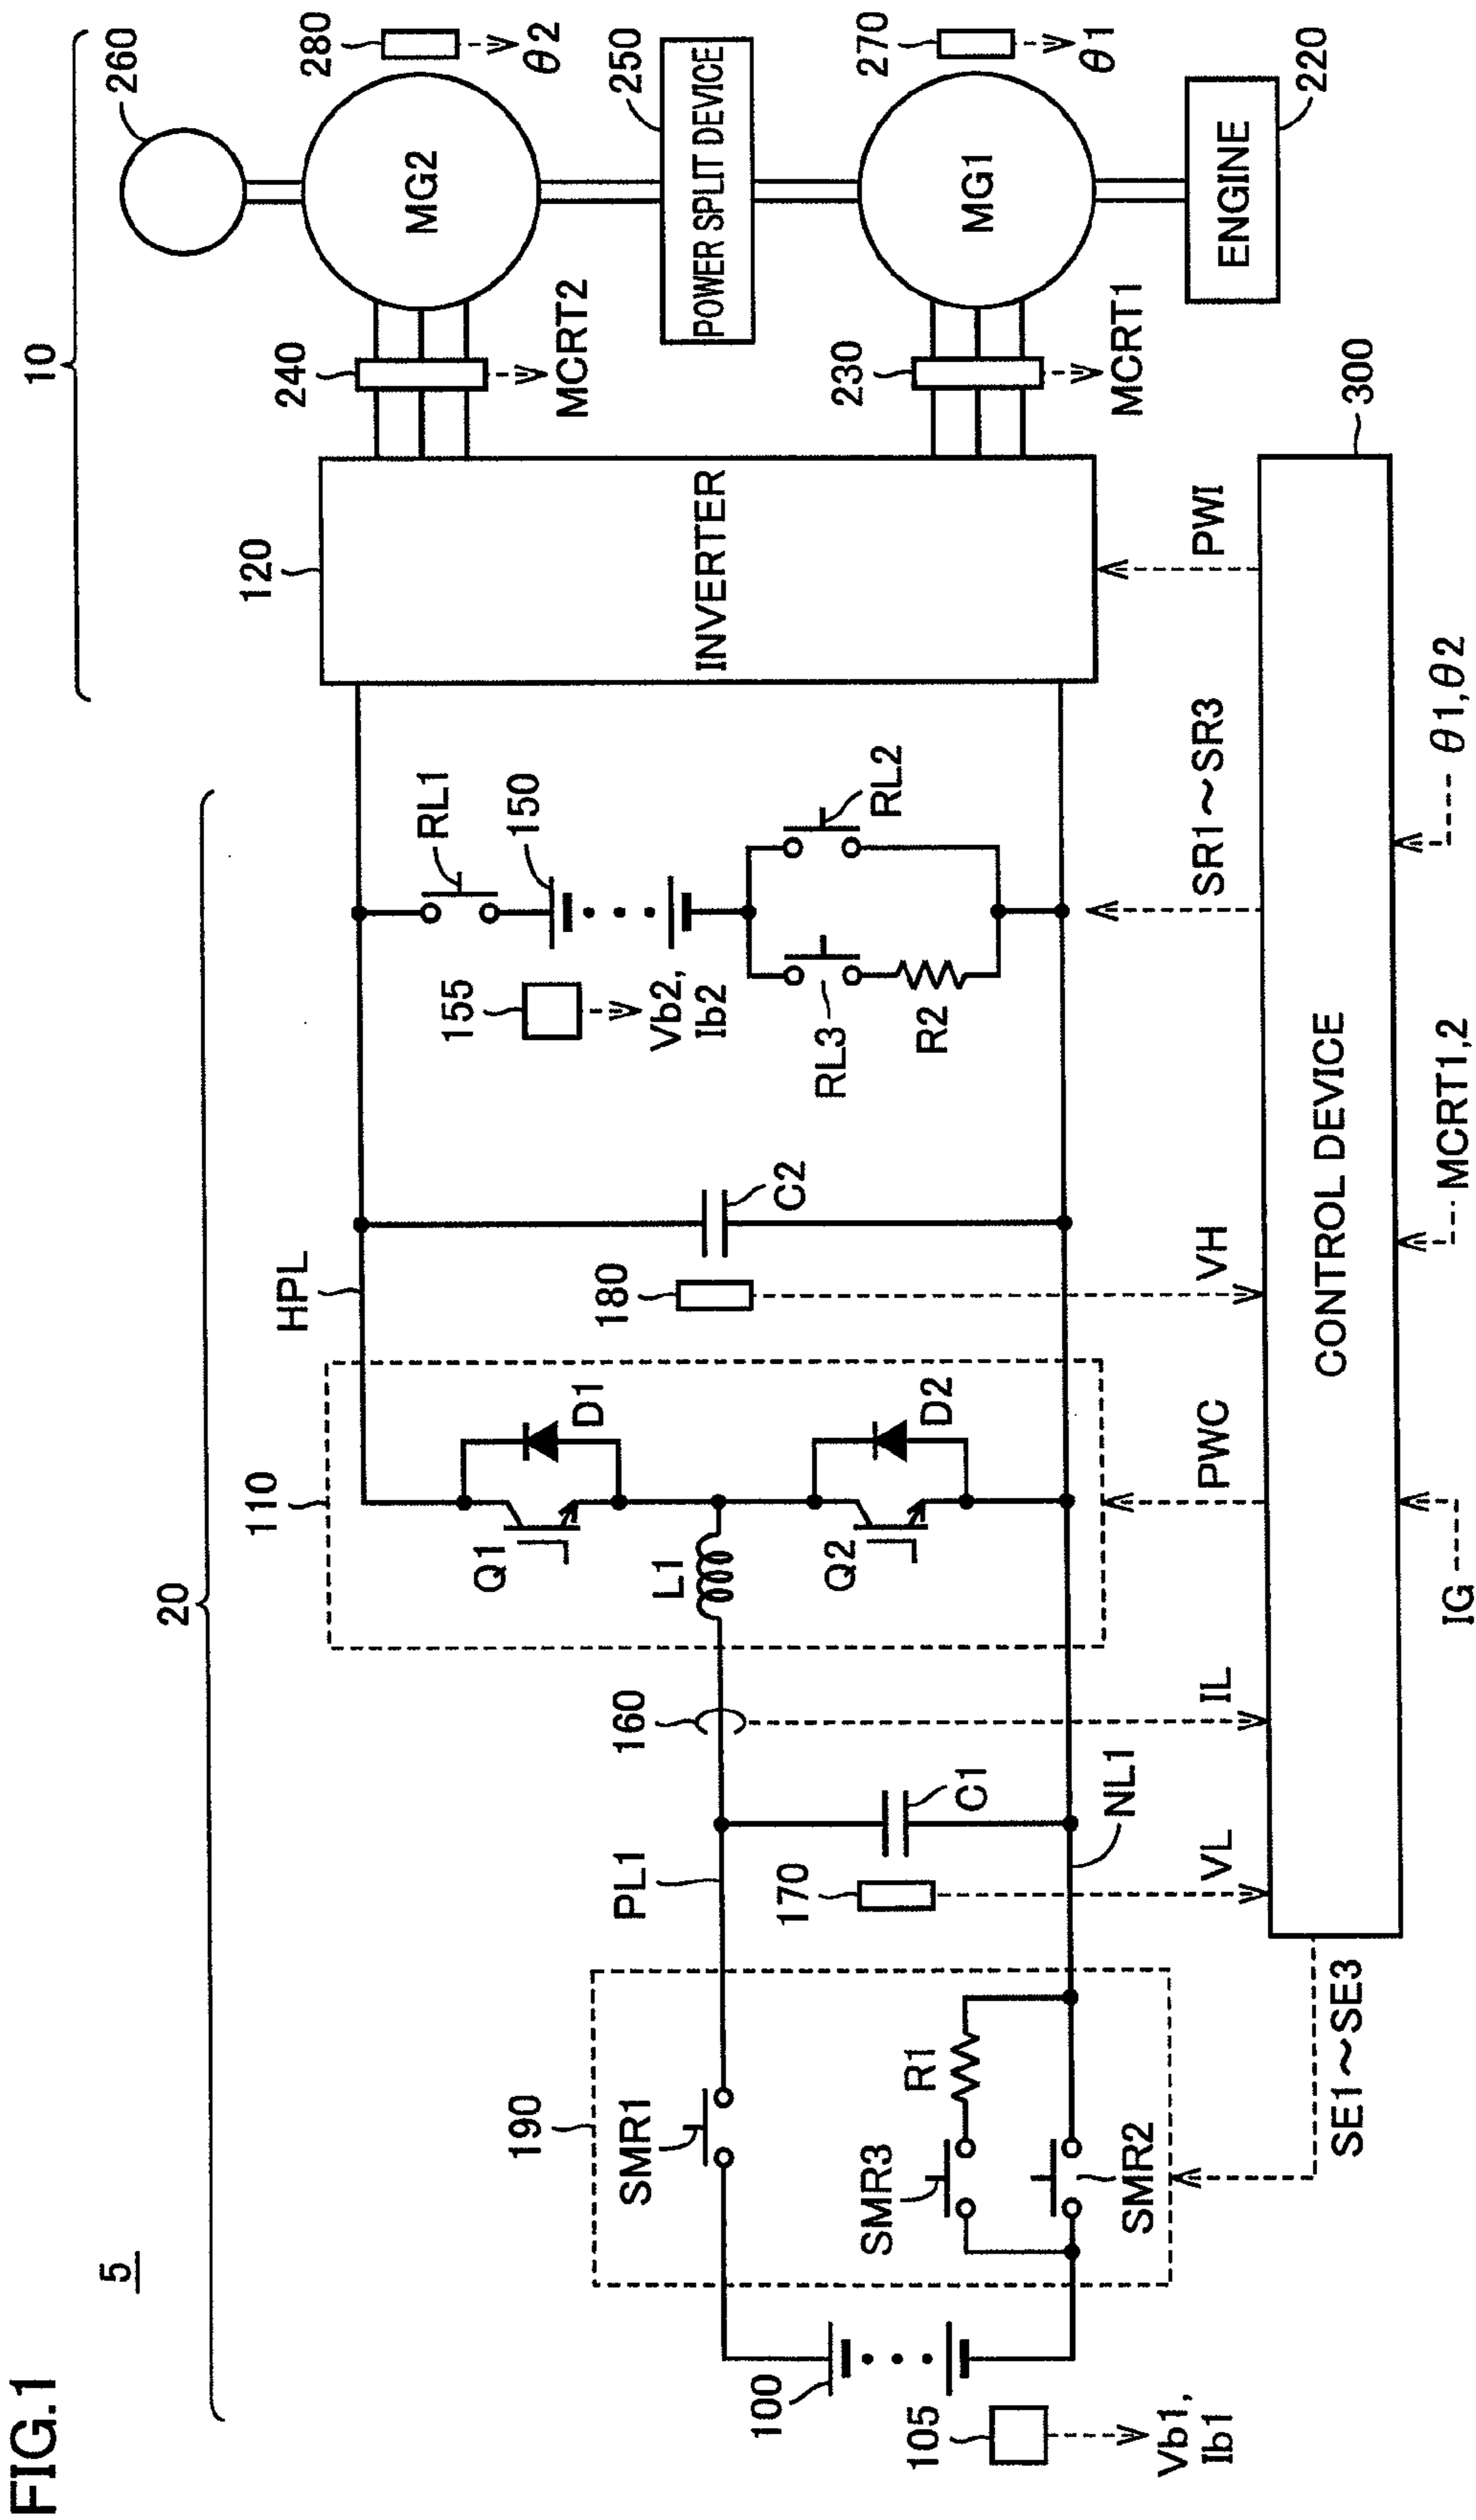 FIG.1
5
20
10
260
280
θ2
MG2
240
MCRT2
250
POWER SPLIT DEVICE
270
θ1
MG1
230
MCRT1
ENGINE
220
120
INVERTER
PWI
HPL
RL1
150
155
Vb2,
Ib2
RL2
RL3
R2
SR1~SR3
C2
180
VH
110
Q1
D1
L1
Q2
D2
PWC
160
IL
PL1
C1
170
NL1
VL
190
SMR1
SMR3
R1
SMR2
SE1~SE3
100
105
Vb1,
Ib1
300
CONTROL DEVICE
IG
MCRT1,2
θ1,θ2